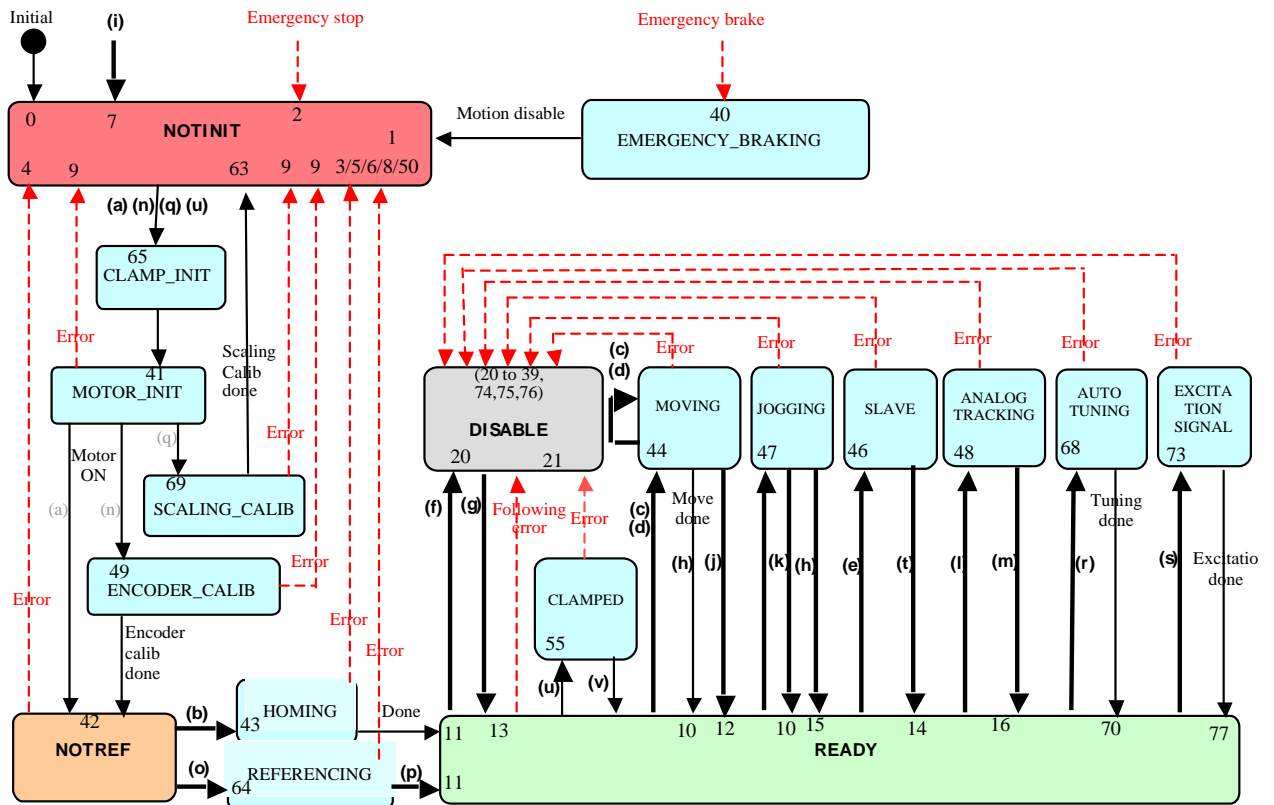 Initial
(i)
Emergency stop
Emergency brake
0
7
2
NOTINIT
1
4
9
63
9
9
3/5/6/8/50
Motion disable
40
EMERGENCY_BRAKING
(a) (n) (q) (u)
65
CLAMP_INIT
Error
Scaling
Calib
done
41
MOTOR_INIT
(q)
Motor
ON
69
SCALING_CALIB
Error
(a)
(n)
49
ENCODER_CALIB
Error
Error
Encoder
calib
done
Error
Error
42
NOTREF
(b)
43
HOMING
Done
(o)
64
REFERENCING
(p)
(20 to 39,
74,75,76)
DISABLE
20
21
(c)
(d)
Error
MOVING
44
Error
JOGGING
47
Error
SLAVE
46
Error
ANALOG
TRACKING
48
Error
AUTO
TUNING
68
Error
EXCITA
TION
SIGNAL
73
(f)
(g)
Following
error
Error
CLAMPED
55
(u)
(v)
(c)
(d)
Move
done
(h)
(j)
(k)
(h)
(e)
(t)
(l)
(m)
(r)
Tuning
done
(s)
Excitatio
done
11
13
10
12
10
15
14
16
70
77
READY
11